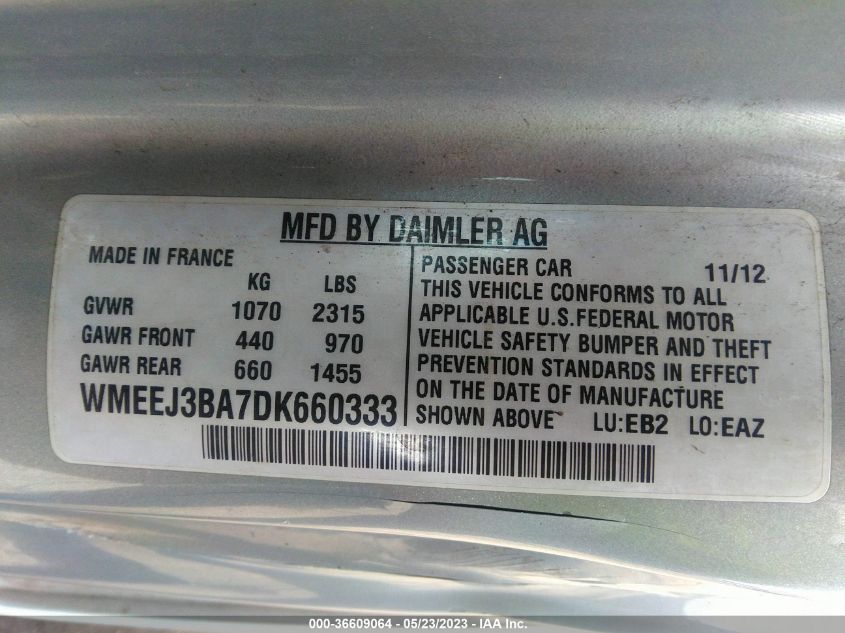 MFD BY DAIMLER AG
MADE IN FRANCE
KG LBS
GVWR 1070 2315
GAWR FRONT 440 970
GAWR REAR 660 1455
WMEEJ3BA7DK660333
PASSENGER CAR 11/12
THIS VEHICLE CONFORMS TO ALL
APPLICABLE U.S.FEDERAL MOTOR
VEHICLE SAFETY BUMPER AND THEFT
PREVENTION STANDARDS IN EFFECT
ON THE DATE OF MANUFACTURE
SHOWN ABOVE LU:EB2 LO:EAZ
000-36609064 - 05/23/2023 - IAA Inc.